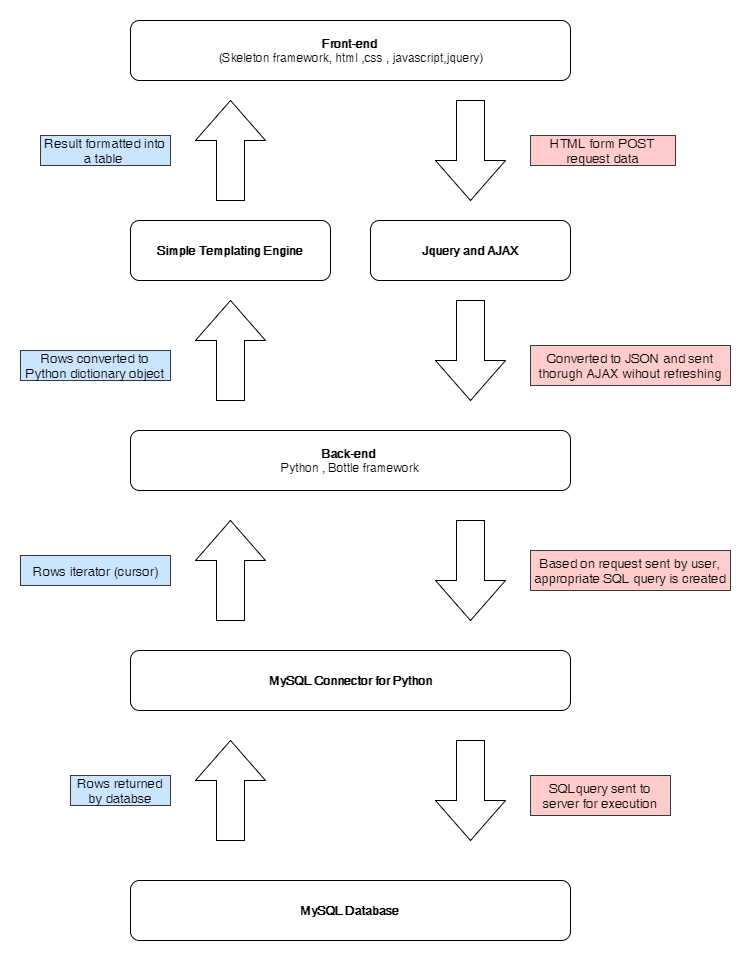 Front-end
(Skeleton framework, html ,css , javascript,jquery)
Result formatted into
a table
HTML form POST
request data
Simple Templating Engine
Jquery and AJAX
Rows converted to
Python dictionary object
Converted to JSON and sent
thorugh AJAX wihout refreshing
Back-end
Python , Bottle framework
Rows iterator (cursor)
Based on request sent by user,
appropriate SQL query is created
MySQL Connector for Python
Rows returned
by databse
SQLquery sent to
server for execution
MySQL Database